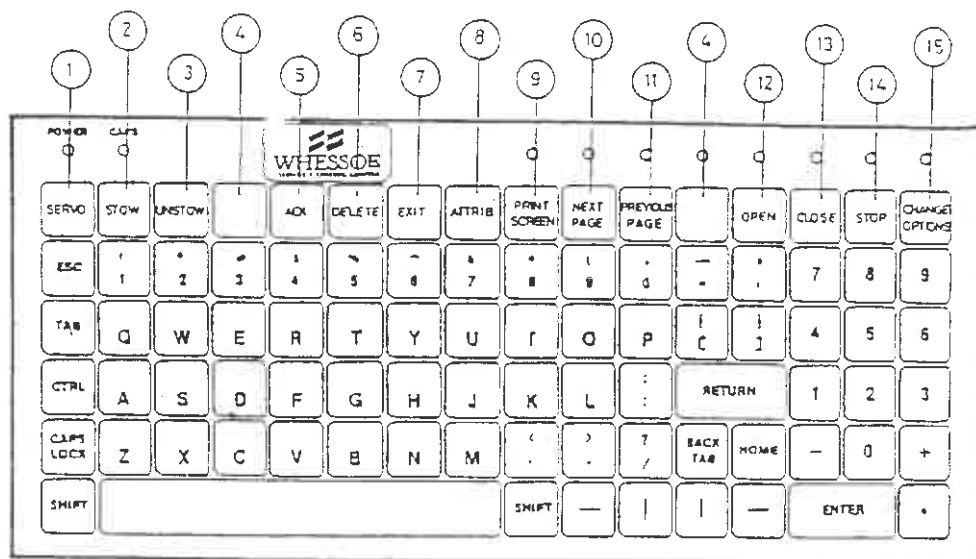 2 4 6 8 10 4 13 15
1 3 5 7 9 11 12 14
POWER CAPS
WHESSOE
SERVO STOW UNSTOW ACK DELETE EXIT ATTRIB PRINT SCREEN NEXT PAGE PREVOUS PAGE OPEN CLOSE STOP CHANGE OPTIONS
ESC 1 2 3 4 5 6 7 8 9 0 7 8 9
TAB Q W E R T Y U I O P [ ] 4 5 6
CTRL A S D F G H J K L RETURN 1 2 3
CAPS LOCK Z X C V B N M ? / BACK TAB HOME - 0 +
SHIFT SHIFT ENTER .